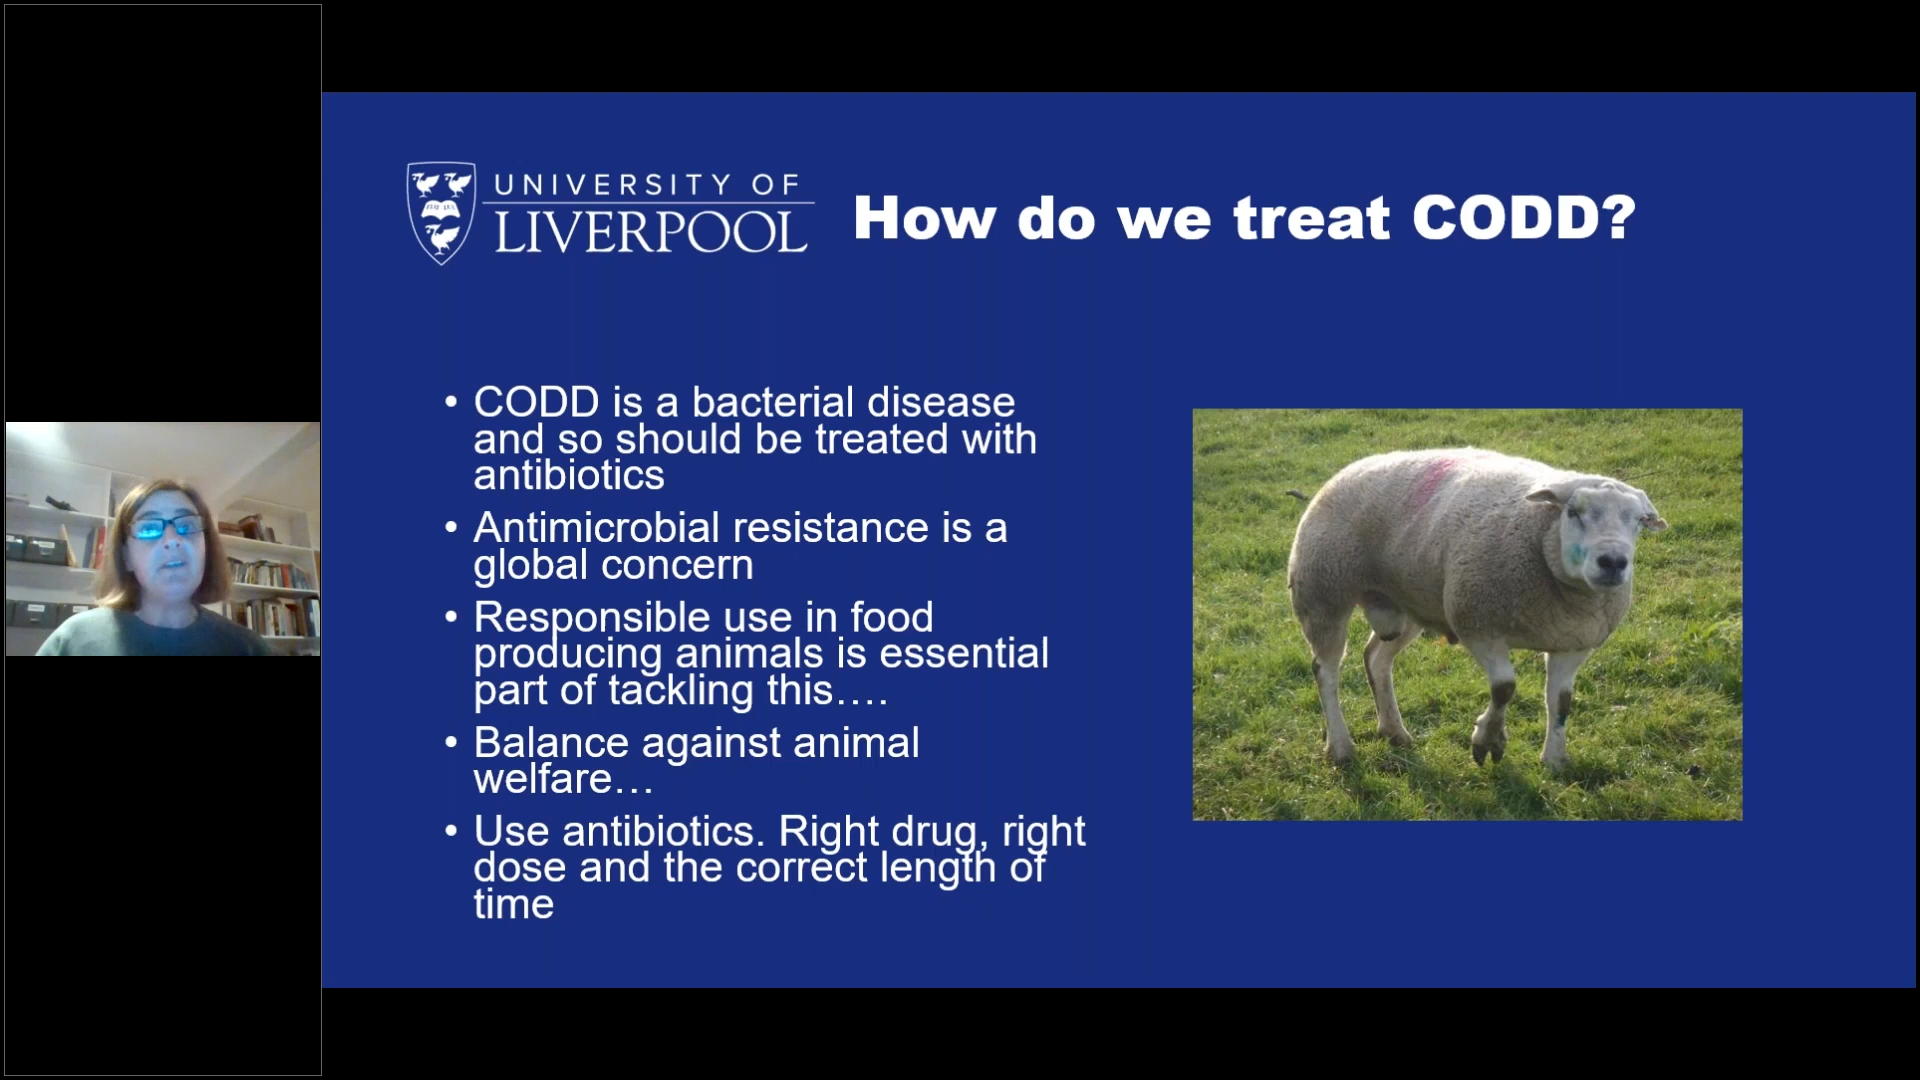 UNIVERSITY OF
LIVERPOOL
How do we treat CODD?
• CODD is a bacterial disease
and so should be treated with
antibiotics
• Antimicrobial resistance is a
global concern
• Responsible use in food
producing animals is essential
part of tackling this….
• Balance against animal
welfare…
• Use antibiotics. Right drug, right
dose and the correct length of
time